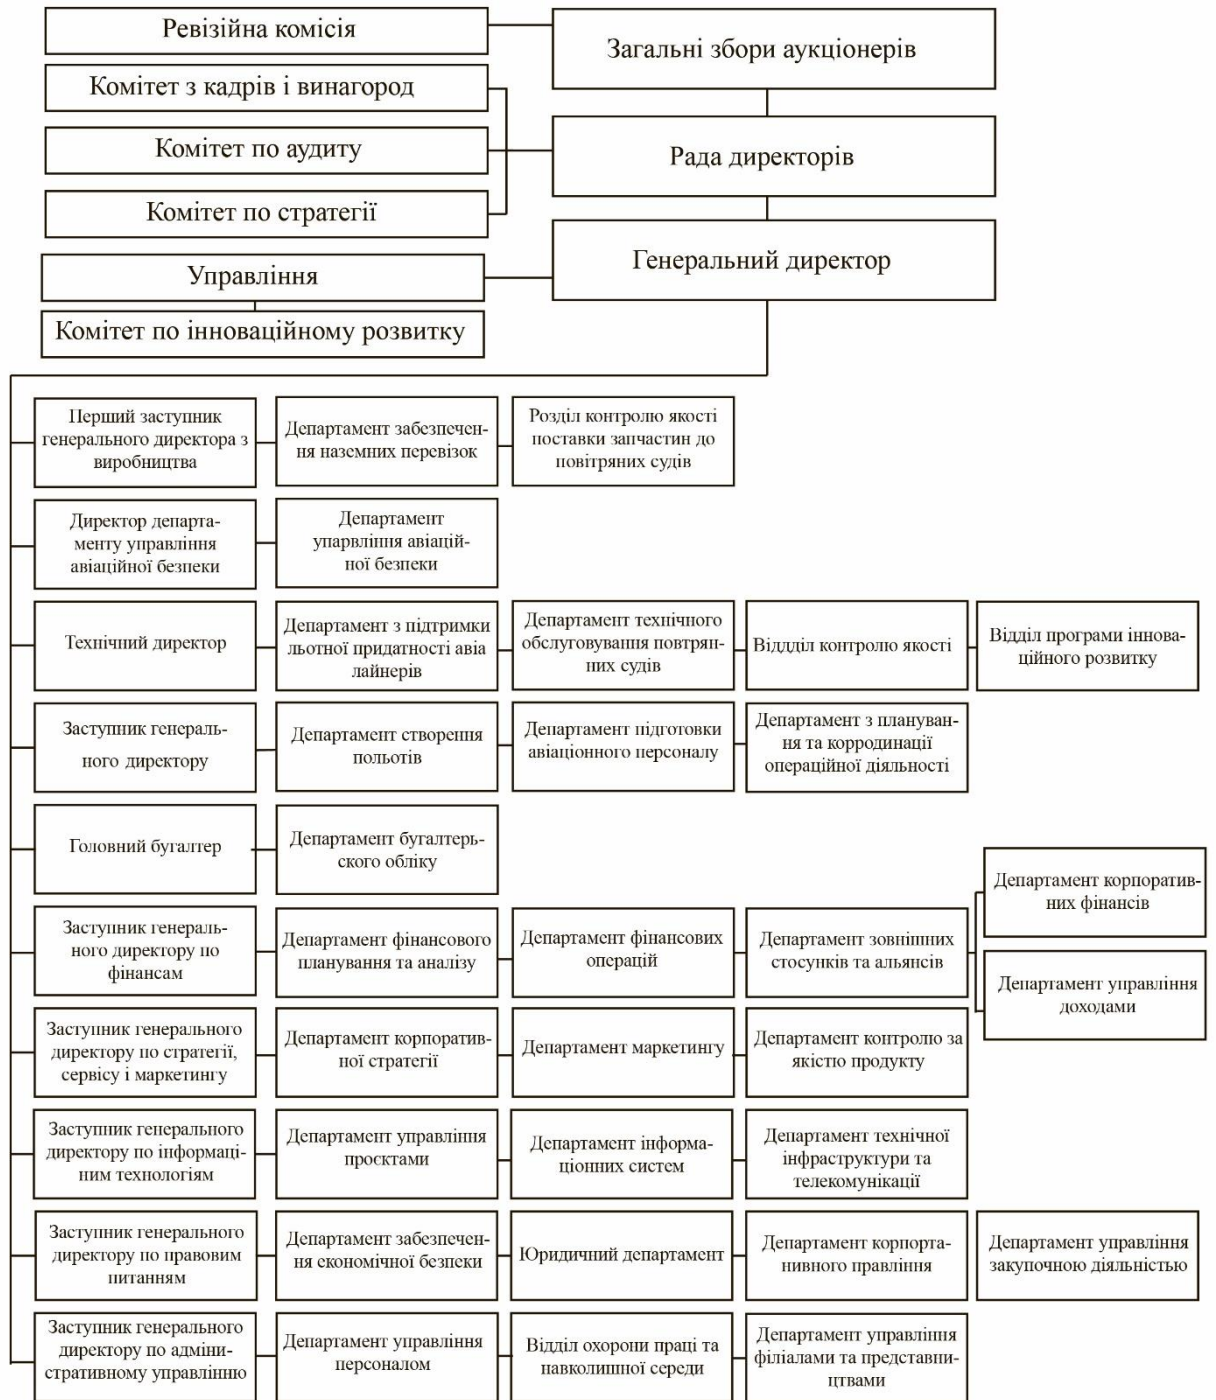 Ревізійна комісія
Загальні збори аукціонерів
Комітет з кадрів і винагород
Комітет по аудиту
Рада директорів
Комітет по стратегії
Генеральний директор
Управління
Комітет по інноваційному розвитку
Перший заступник
генерального директора з
виробництва
Департамент забезпечен-
ня наземних перевізок
Розділ контролю якості
поставки запчастин до
повітряних судів
Директор департа-
менту управління
авіаційної безпеки
Департамент
упарвління авіацій-
ної безпеки
Технічний директор
Департамент з підтримки
льотної придатності авіа
лайнерів
Департамент технічного
обслуговування повтрян-
них судів
Віддділ контролю якості
Відділ програми іннова-
ційного розвитку
Заступник генераль-
ного директору
Департамент створення
польотів
Департамент підготовки
авіаціонного персоналу
Департамент з плануван-
ня та корродинації
операційної діяльності
Головний бугалтер
Департамент бугалтерь-
ского обліку
Заступник генераль-
ного директору по
фінансам
Департамент фінансового
планування та аналізу
Департамент фінансових
операцій
Департамент зовнішних
стосунків та альянсів
Департамент корпоратив-
них фінансів
Департамент управління
доходами
Заступник генерального
директору по стратегії,
сервісу і маркетингу
Департамент корпоратив-
ної стратегії
Департамент маркетингу
Департамент контролю за
якістю продукту
Заступник генерального
директору по інформаці-
іним технологіям
Департамент управління
проєктами
Департамент інформа-
ціонних систем
Департамент технічної
інфраструктури та
телекомунікації
Заступник генерального
директору по правовим
питанням
Департамент забезпечен-
ня економічної безпеки
Юридичний департамент
Департамент корпорта-
нивного правління
Департамент управління
закупочною діяльністью
Заступник генерального
директору по адміни-
стративному управлінню
Департамент управління
персоналом
Відділ охорони праці та
навколишної середи
Департамент управління
філіалами та представни-
цтвами